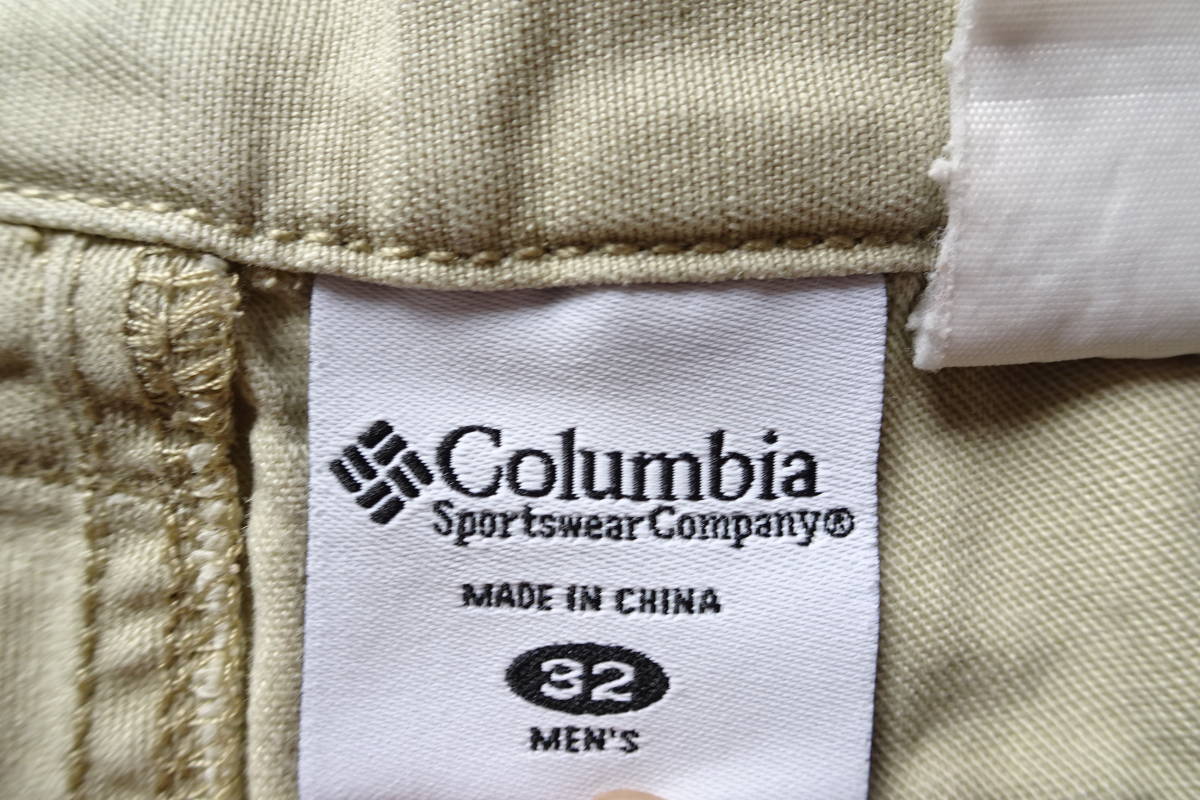 Columbia
Sportswear Company®
MADE IN CHINA
32
MEN'S